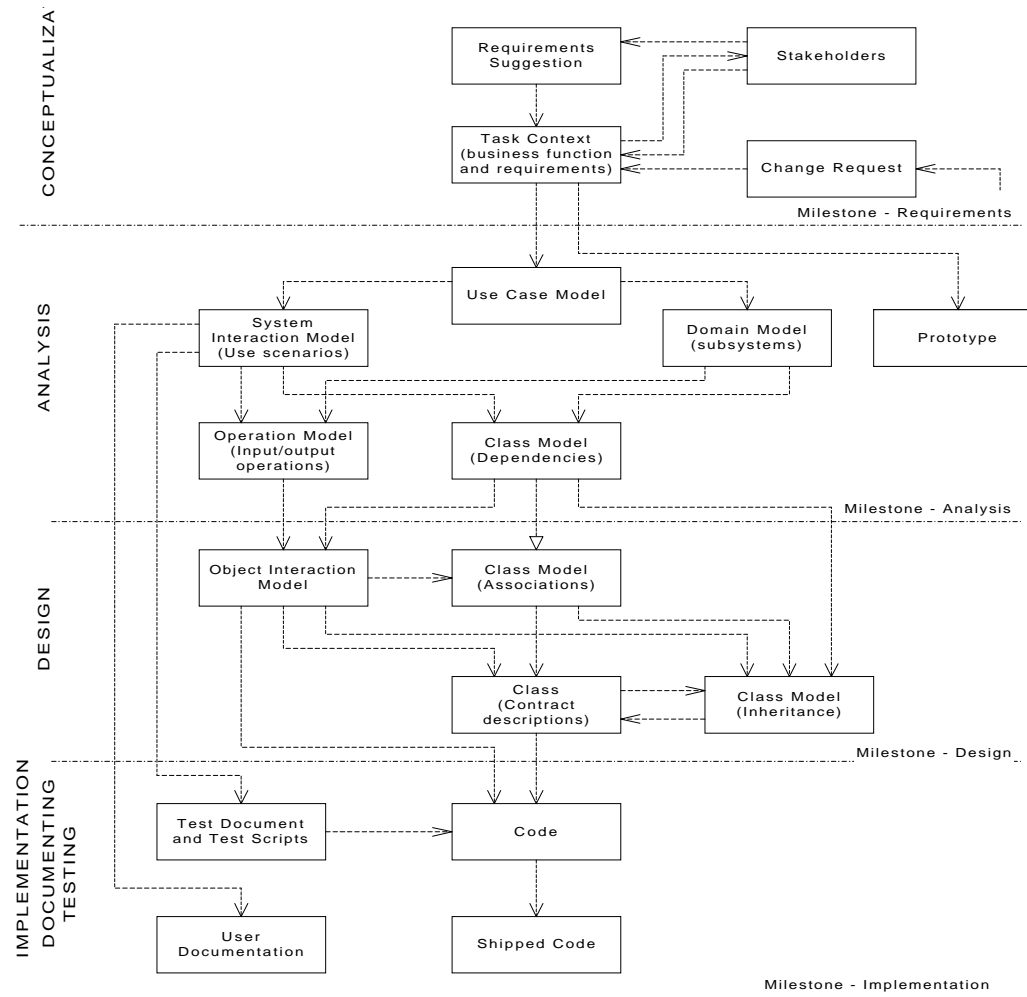 CONCEPTUALIZA
Requirements
Suggestion
Stakeholders
Task Context
(business function
and requirements)
Change Request
Milestone - Requirements
ANALYSIS
Use Case Model
System
Interaction Model
(Use scenarios)
Domain Model
(subsystems)
Prototype
Operation Model
(Input/output
operations)
Class Model
(Dependencies)
Milestone - Analysis
DESIGN
Object Interaction
Model
Class Model
(Associations)
Class
(Contract
descriptions)
Class Model
(Inheritance)
Milestone - Design
IMPLEMENTATION
DOCUMENTING
TESTING
Test Document
and Test Scripts
Code
User
Documentation
Shipped Code
Milestone - Implementation